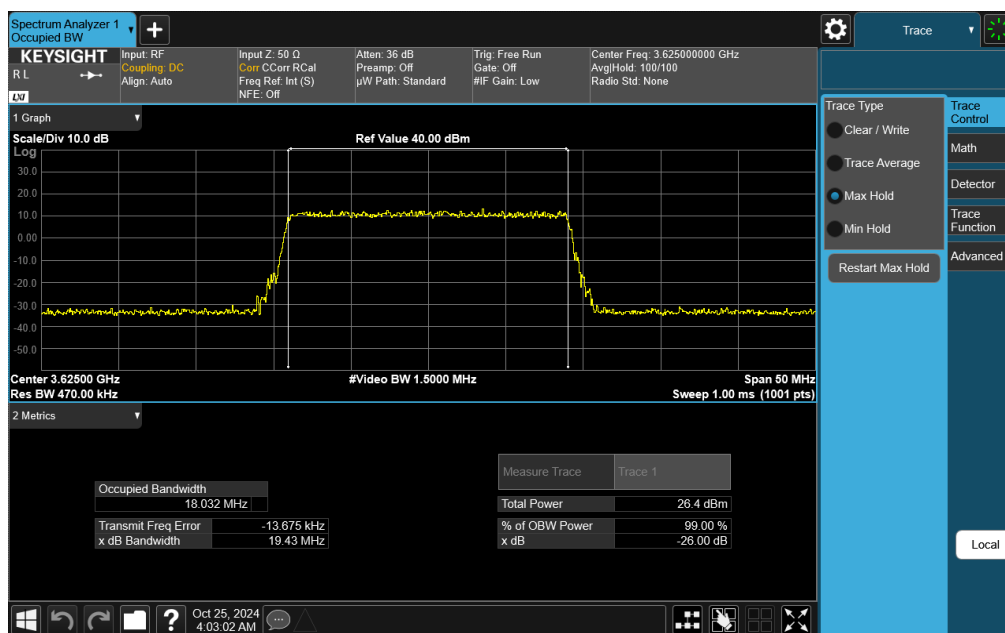 Spectrum Analyzer 1
Occupied BW
+
Trace
KEYSIGHT
R L
LXI
Input: RF
Coupling: DC
Align: Auto
Input Z: 50 Ω
Corr CCorr RCal
Freq Ref: Int (S)
NFE: Off
Atten: 36 dB
Preamp: Off
µW Path: Standard
Trig: Free Run
Gate: Off
#IF Gain: Low
Center Freq: 3.625000000 GHz
Avg|Hold: 100/100
Radio Std: None
1 Graph
Scale/Div 10.0 dB
Ref Value 40.00 dBm
Log
30.0
20.0
10.0
0.00
-10.0
-20.0
-30.0
-40.0
-50.0
Center 3.62500 GHz
#Video BW 1.5000 MHz
Span 50 MHz
Res BW 470.00 kHz
Sweep 1.00 ms (1001 pts)
2 Metrics
Measure Trace Trace 1
Occupied Bandwidth
18.032 MHz
Total Power 26.4 dBm
Transmit Freq Error -13.675 kHz
% of OBW Power 99.00 %
x dB Bandwidth 19.43 MHz
x dB -26.00 dB
Trace Type
Clear / Write
Trace Average
Max Hold
Min Hold
Restart Max Hold
Trace
Control
Math
Detector
Trace
Function
Advanced
Local
?
Oct 25, 2024
4:03:02 AM